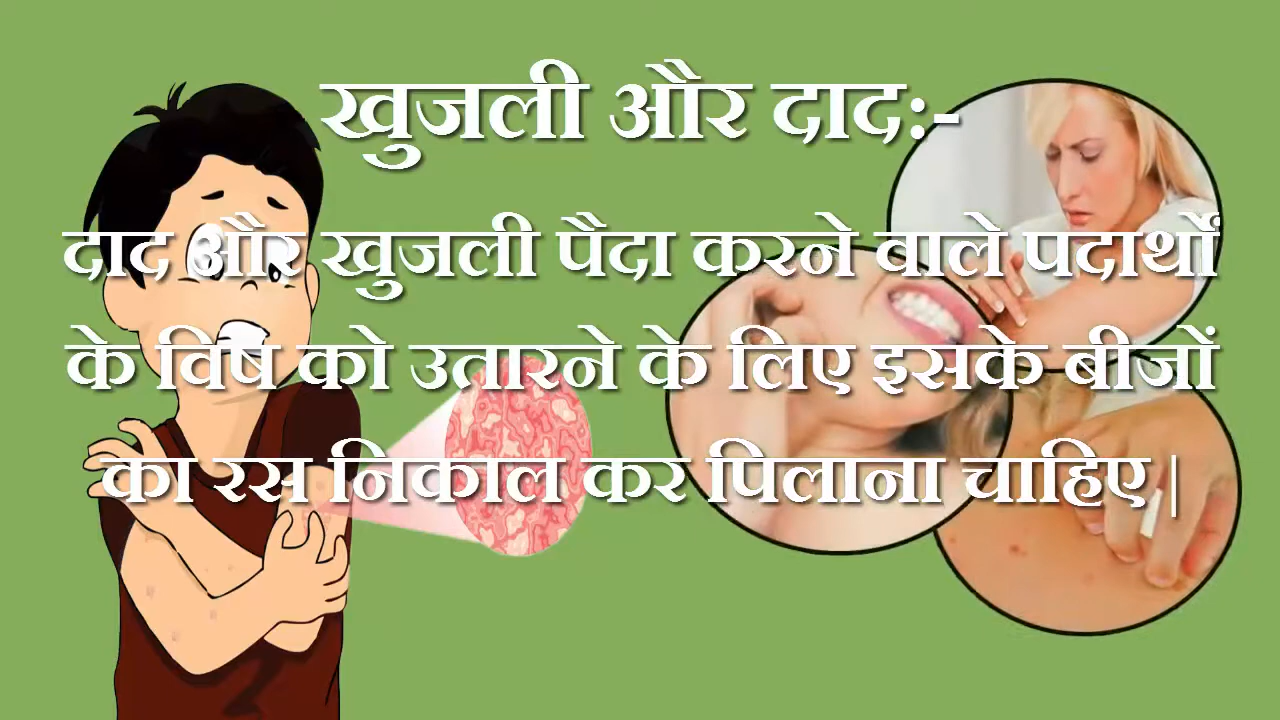 खुजली और दाद:-
दाद और खुजली पैदा करने वाले पदार्थों
के विष को उतारने के लिए इसके बीजों
का रस निकाल कर पिलाना चाहिए|